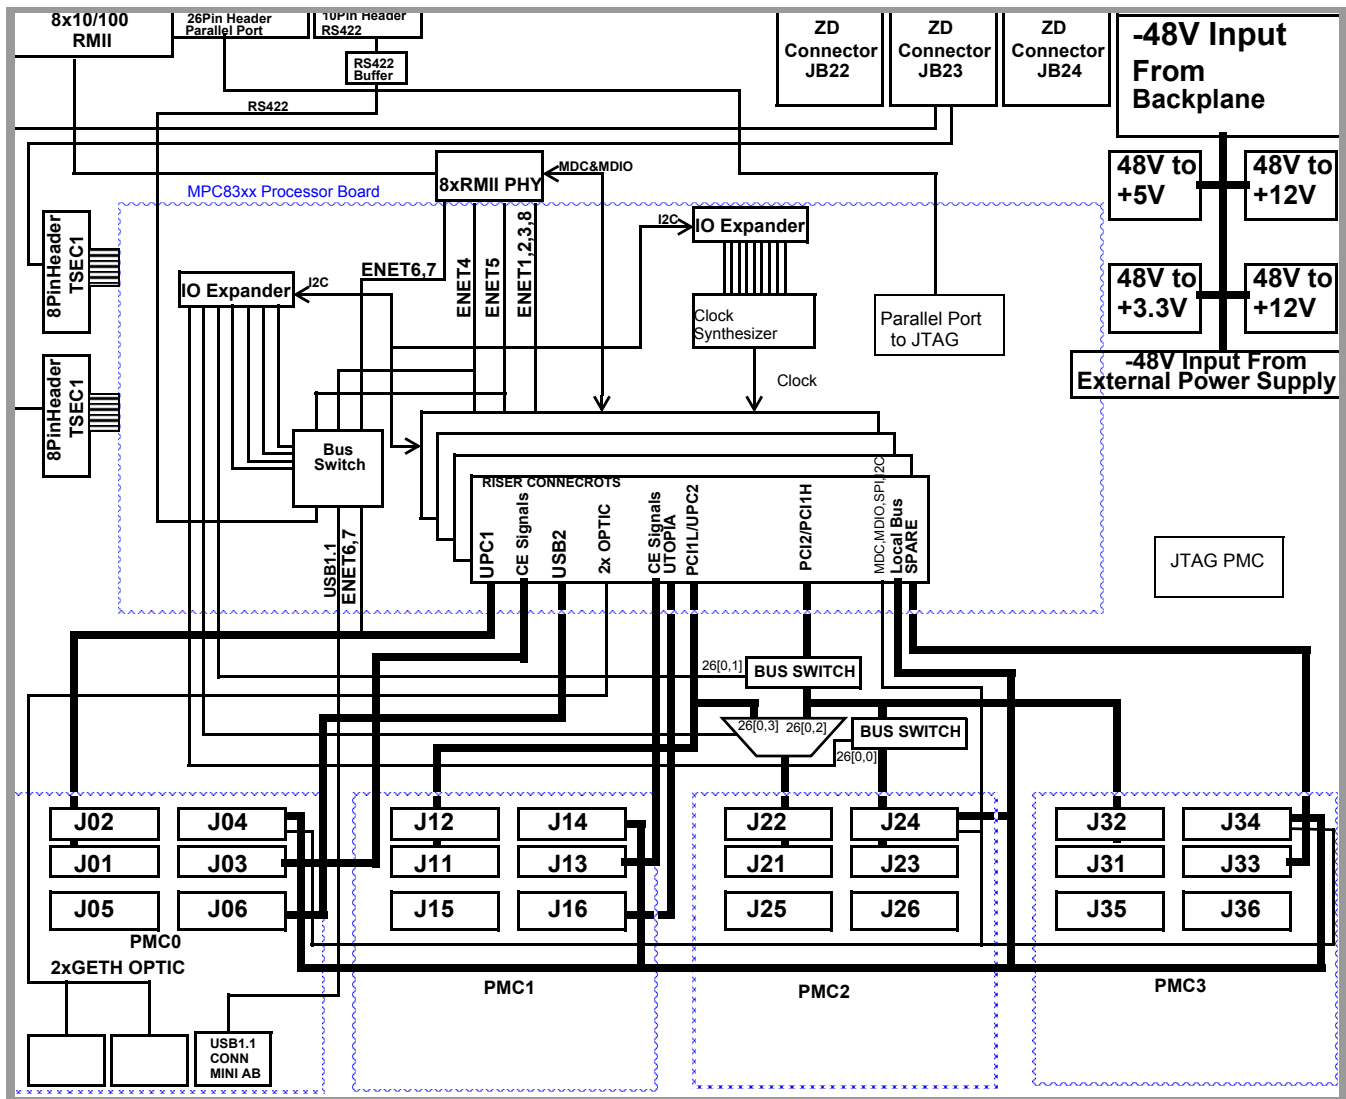 8x10/100
RMII
26Pin Header
Parallel Port
10Pin Header
RS422
RS422
Buffer
RS422
ZD
Connector
JB22
ZD
Connector
JB23
ZD
Connector
JB24
-48V Input
From
Backplane
48V to
+5V
48V to
+12V
48V to
+3.3V
48V to
+12V
-48V Input From
External Power Supply
MPC83xx Processor Board
8xRMII PHY
MDC&MDIO
8PinHeader
TSEC1
8PinHeader
TSEC1
IO Expander
I2C
ENET6,7
ENET4
ENET5
ENET1,2,3,8
I2C
IO Expander
Clock
Synthesizer
Clock
Parallel Port
to JTAG
Bus
Switch
USB1.1
ENET6,7
RISER CONNECROTS
UPC1
CE Signals
USB2
2x OPTIC
CE Signals
UTOPIA
PCI1L/UPC2
PCI2/PCI1H
MDC,MDIO,SPI,I2C
Local Bus
SPARE
JTAG PMC
26[0,1]
BUS SWITCH
26[0,3]
26[0,2]
BUS SWITCH
26[0,0]
J02
J04
J01
J03
J05
J06
PMC0
J12
J14
J11
J13
J15
J16
PMC1
J22
J24
J21
J23
J25
J26
PMC2
J32
J34
J31
J33
J35
J36
PMC3
2xGETH OPTIC
USB1.1
CONN
MINI AB